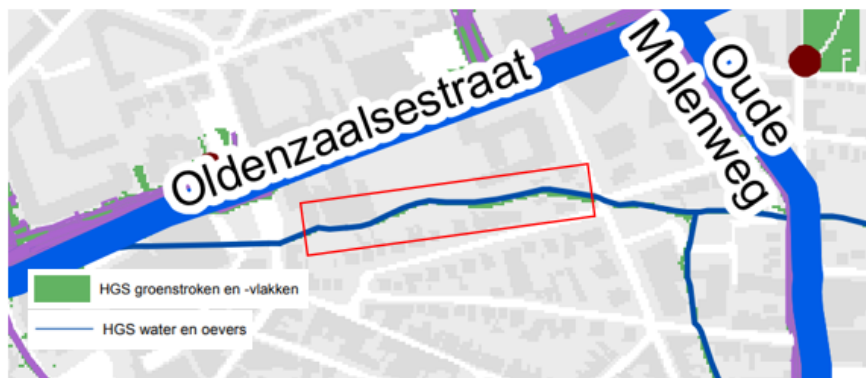 Oldenzaalsestraat
Oude
Molenweg
HGS groenstroken en -vlakken
HGS water en oevers